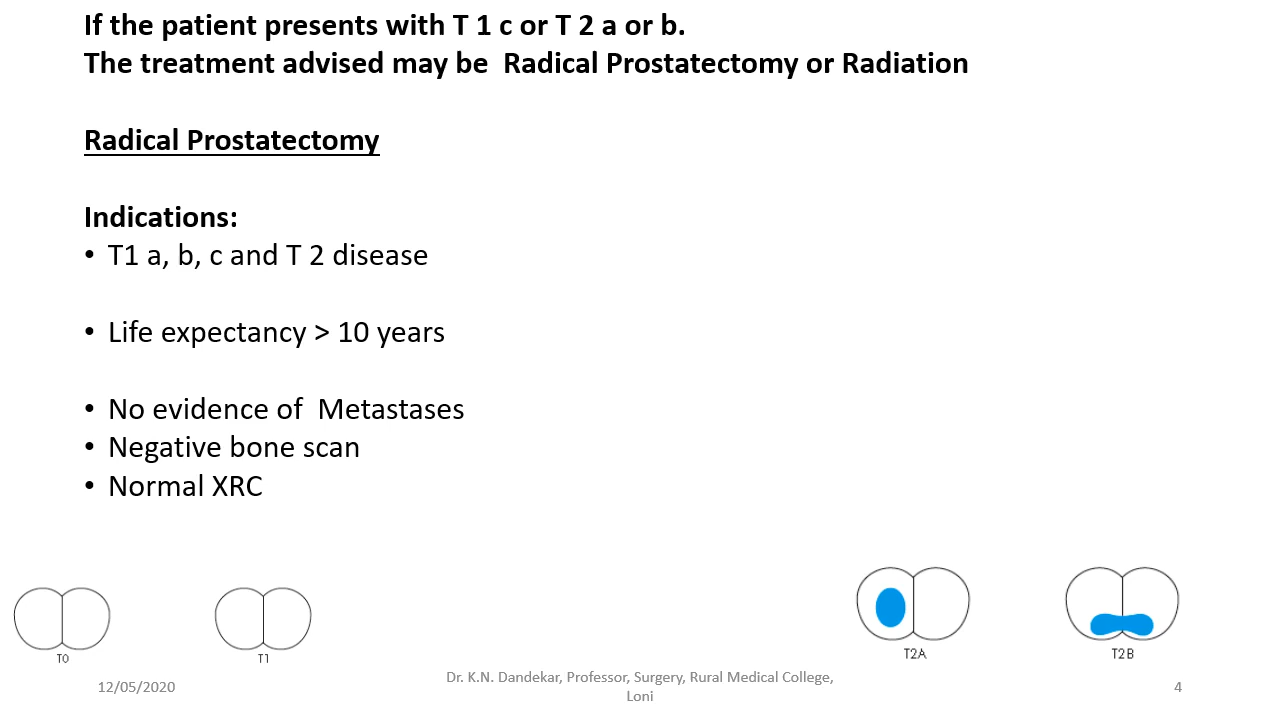 If the patient presents with T 1 c or T 2 a or b.
The treatment advised may be  Radical Prostatectomy or Radiation
Radical Prostatectomy
Indications:
• T1 a, b, c and T 2 disease
• Life expectancy > 10 years
• No evidence of  Metastases
• Negative bone scan
• Normal XRC
T0
T1
T2A
T2B
12/05/2020
Dr. K.N. Dandekar, Professor, Surgery, Rural Medical College,
Loni
4